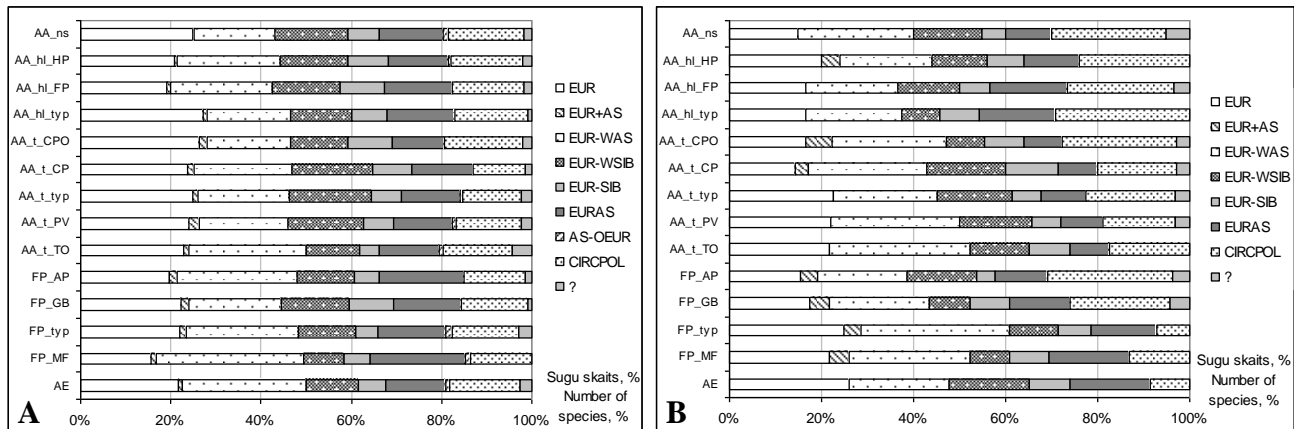 AA_ns
AA_hl_HP
AA_hl_FP
AA_hl_typ
AA_t_CPO
AA_t_CP
AA_t_typ
AA_t_PV
AA_t_TO
FP_AP
FP_GB
FP_typ
FP_MF
AE
0% 20% 40% 60% 80% 100%
EUR
EUR+AS
EUR-WAS
EUR-WSIB
EUR-SIB
EURAS
AS-OEUR
CIRCPOL
?
Sugu skaits, %
Number of
species, %
A
AA_ns
AA_hl_HP
AA_hl_FP
AA_hl_typ
AA_t_CPO
AA_t_CP
AA_t_typ
AA_t_PV
AA_t_TO
FP_AP
FP_GB
FP_typ
FP_MF
AE
0% 20% 40% 60% 80% 100%
EUR
EUR+AS
EUR-WAS
EUR-WSIB
EUR-SIB
EURAS
CIRCPOL
?
Sugu skaits, %
Number of
species, %
B